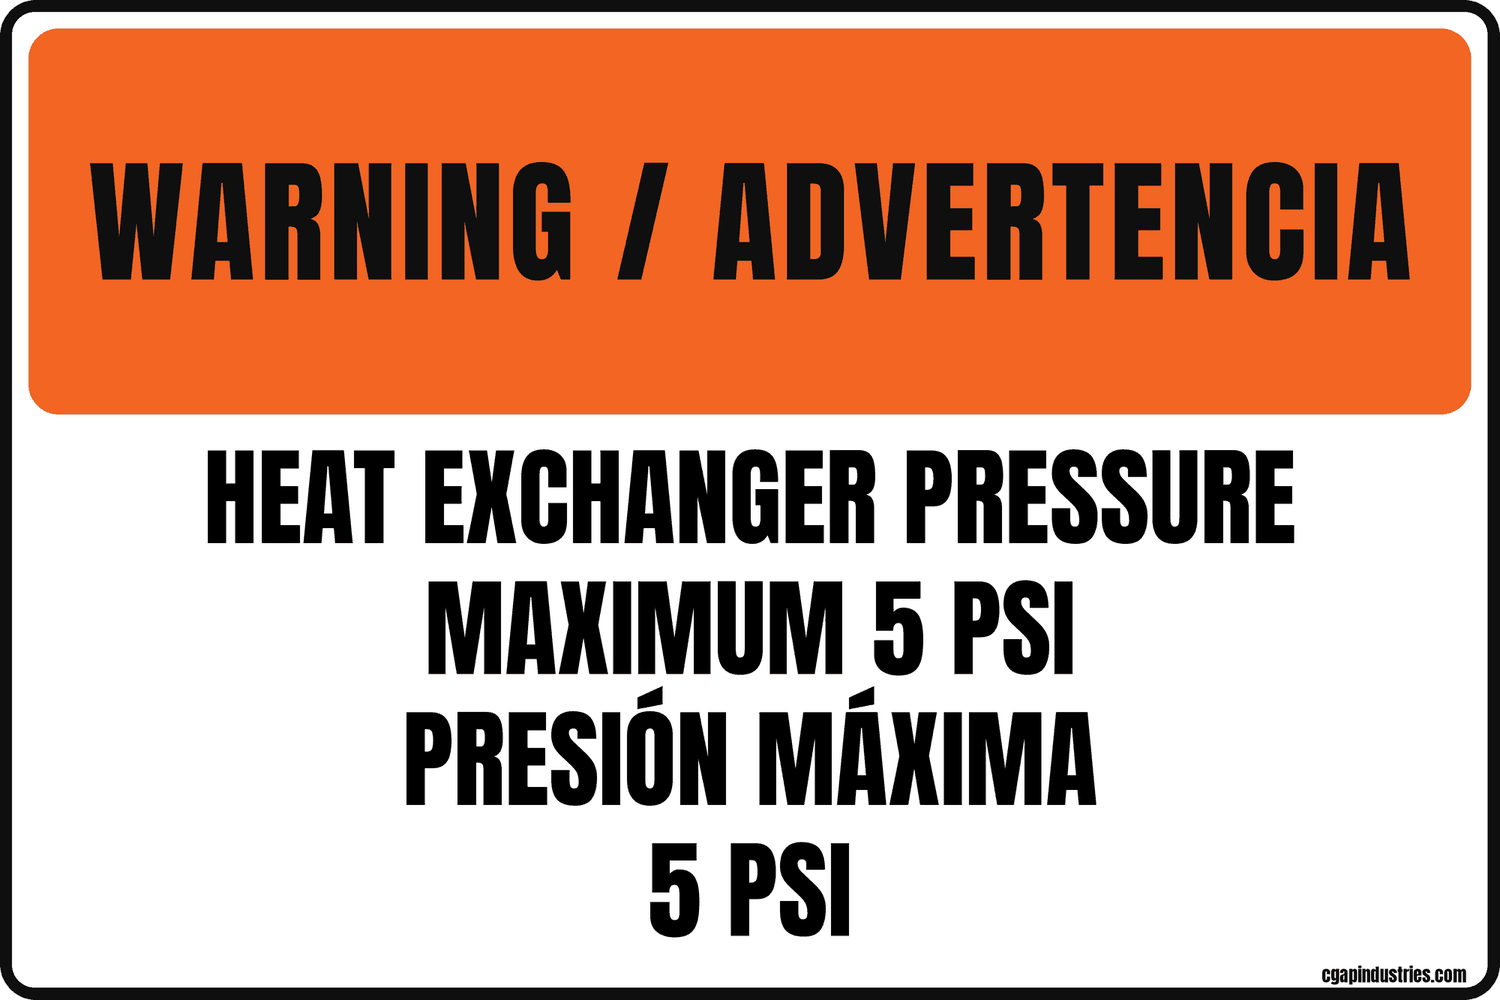 WARNING / ADVERTENCIA
HEAT EXCHANGER PRESSURE
MAXIMUM 5 PSI
PRESIÓN MÁXIMA
5 PSI
cgapindustries.com